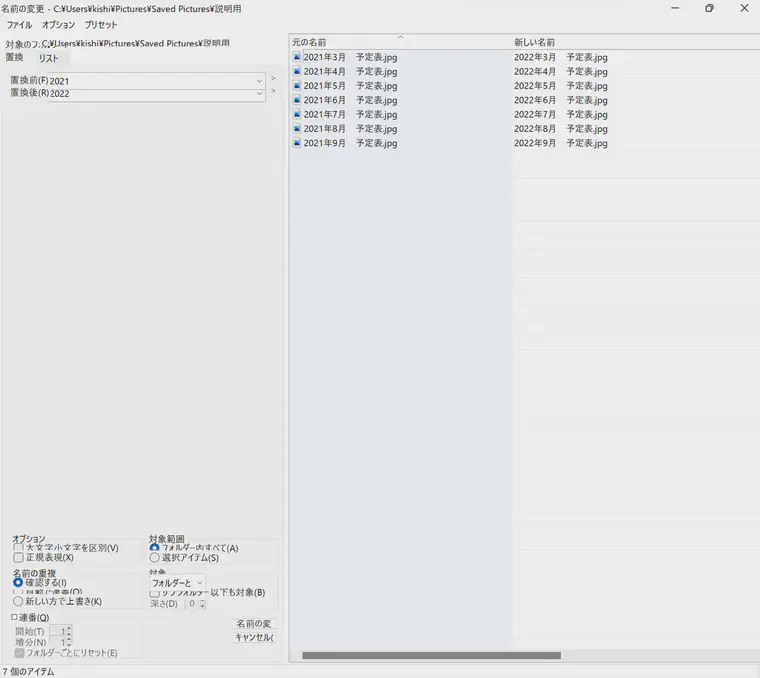 名前の変更 - C:¥Users¥kishi¥Pictures¥Saved Pictures¥説明用
ファイル オプション プリセット
対象のフ... C:¥Users¥kishi¥Pictures¥Saved Pictures¥説明用
置換 リスト
置換前(F) 2021 >
置換後(R) 2022 >
元の名前 新しい名前
2021年3月 予定表.jpg 2022年3月 予定表.jpg
2021年4月 予定表.jpg 2022年4月 予定表.jpg
2021年5月 予定表.jpg 2022年5月 予定表.jpg
2021年6月 予定表.jpg 2022年6月 予定表.jpg
2021年7月 予定表.jpg 2022年7月 予定表.jpg
2021年8月 予定表.jpg 2022年8月 予定表.jpg
2021年9月 予定表.jpg 2022年9月 予定表.jpg
オプション
大文字小文字を区別(V)
正規表現(X)
対象範囲
フォルダー内すべて(A)
選択アイテム(S)
名前の重複
確認する(I)
新しい方で上書き(K)
対象
フォルダーと
サブフォルダー以下も対象(B)
深さ(D) 0
連番(Q)
開始(T) 1
増分(N) 1
フォルダーごとにリセット(E)
名前の変
キャンセル(
7 個のアイテム